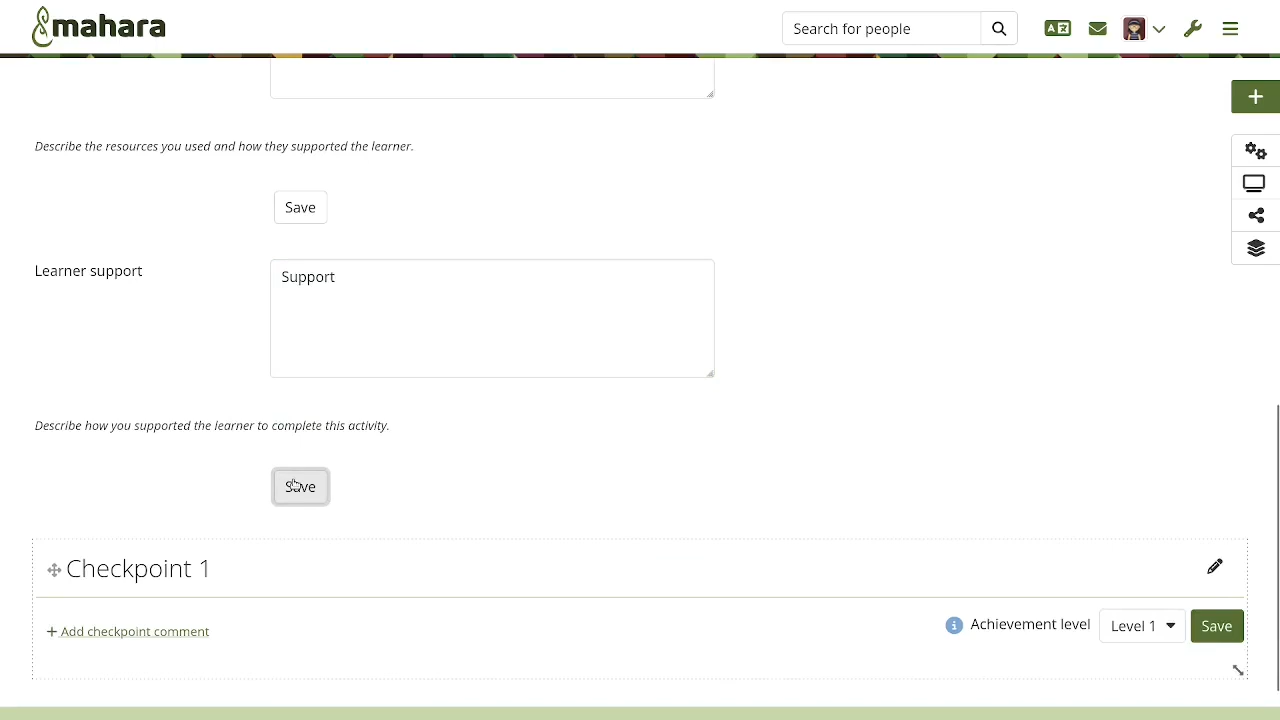 mahara
Search for people
Describe the resources you used and how they supported the learner.
Save
Learner support
Support
Describe how you supported the learner to complete this activity.
Save
Checkpoint 1
Add checkpoint comment
Achievement level
Level 1
Save